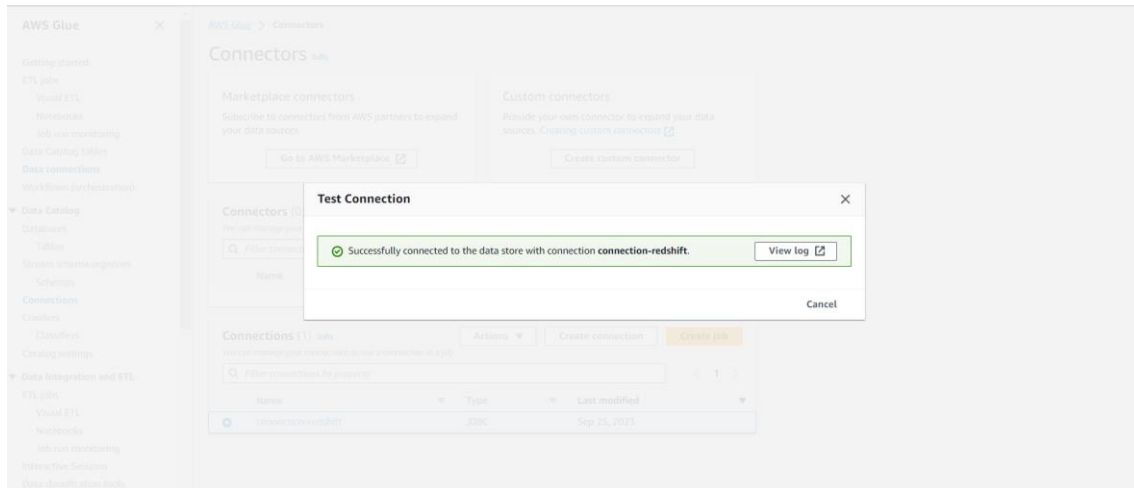 AWS Glue
Getting started
ETL jobs
Visual ETL
Notebooks
Job run monitoring
Data Catalog tables
Data connections
Workflows (orchestration)
Data Catalog
Databases
Tables
Stream schema registries
Schemas
Connections
Crawlers
Classifiers
Catalog settings
Data Integration and ETL
ETL jobs
Visual ETL
Notebooks
Job run monitoring
Interactive Sessions
AWS Glue > Connectors
Connectors Info
Marketplace connectors
Subscribe to connectors from AWS partners to expand
your data sources.
Go to AWS Marketplace
Custom connectors
Provide your own connector to expand your data
sources. Creating custom connectors
Create custom connector
Connectors (0
Name
Test Connection
Successfully connected to the data store with connection connection-redshift.
View log
Cancel
Connections (1) Info
Actions
Create connection
Create job
Filter connections by property
1
Name
Type
Last modified
connection-redshift
JDBC
Sep 25, 2023